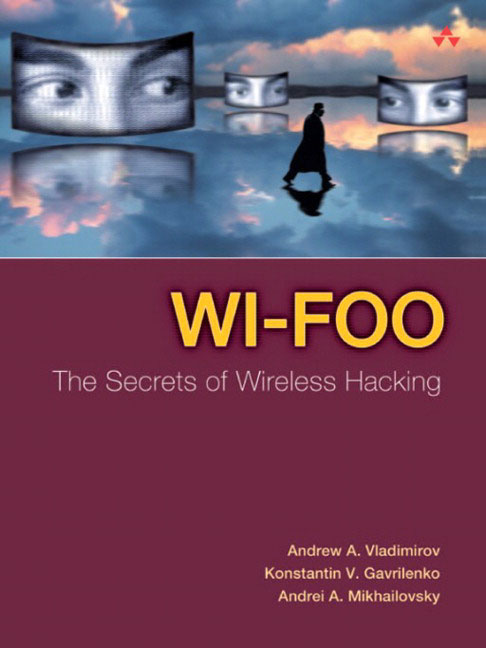 WI-FOO
The Secrets of Wireless Hacking
Andrew A. Vladimirov
Konstantin V. Gavrilenko
Andrei A. Mikhailovsky